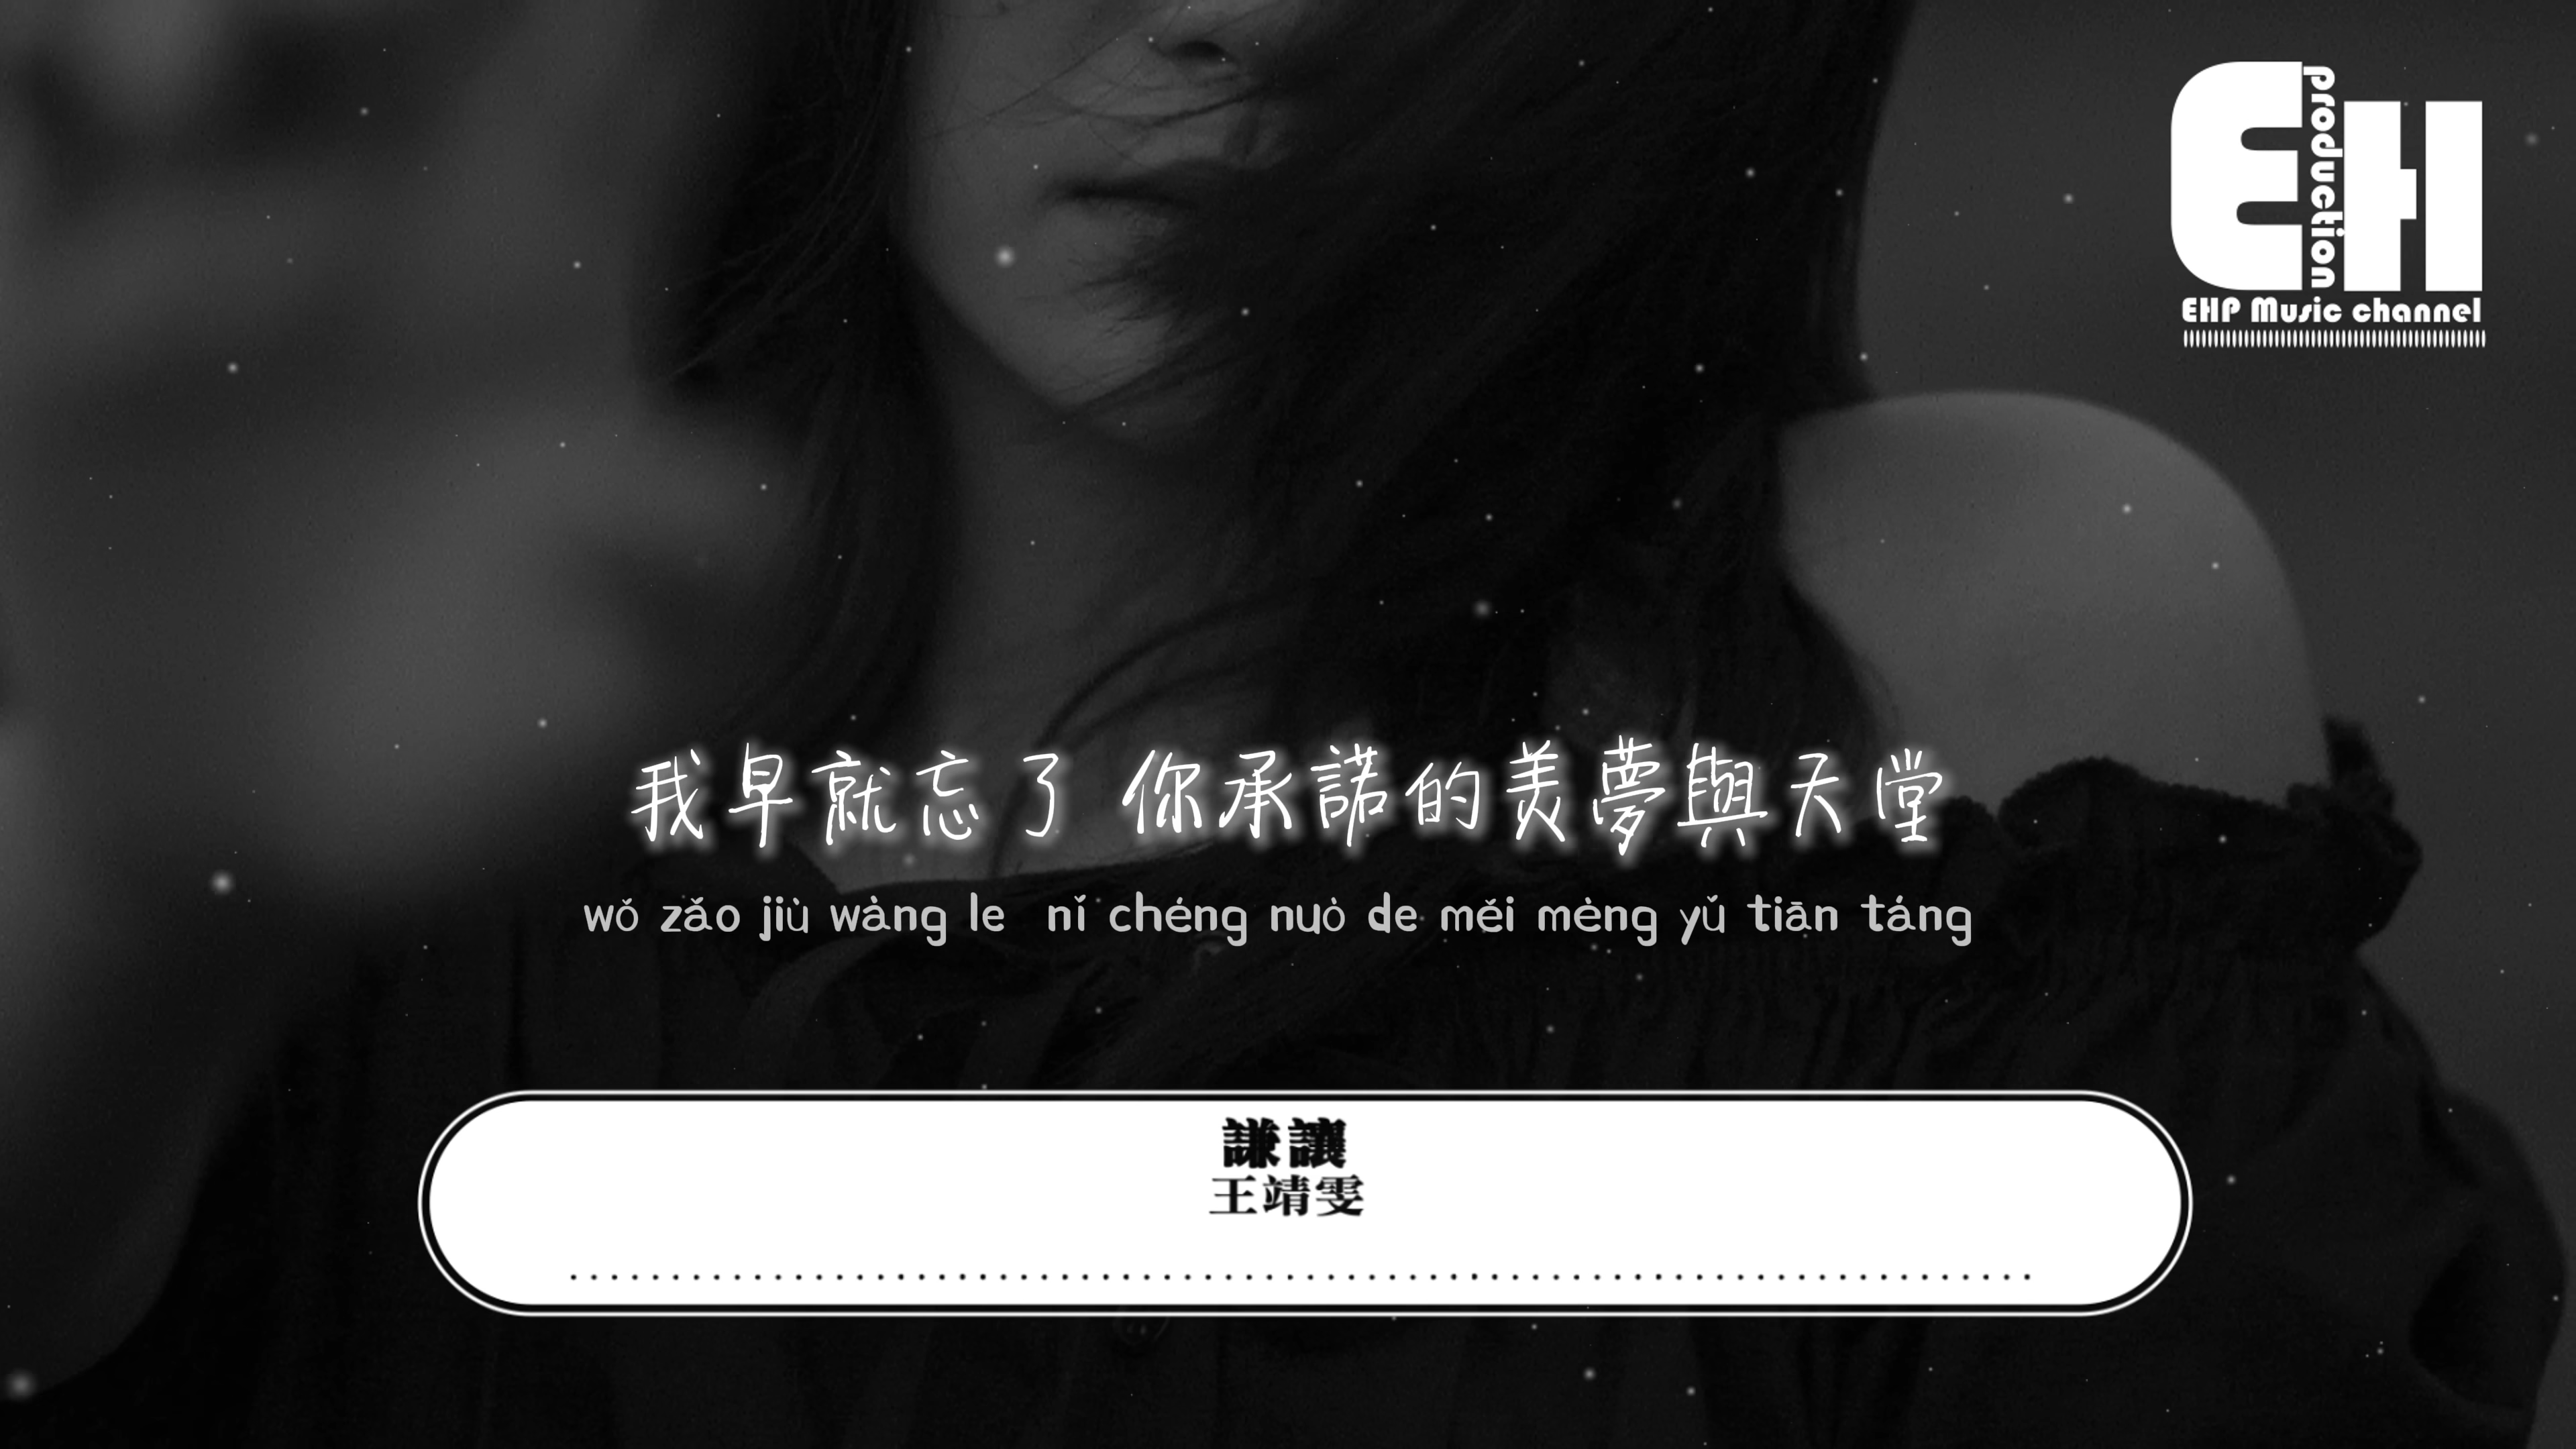 EH
production
EHP Music channel
我早就忘了 你承諾的美夢與天堂
wǒ zǎo jiù wàng le nǐ chéng nuò de měi mèng yǔ tiān táng
謙讓
王靖雯